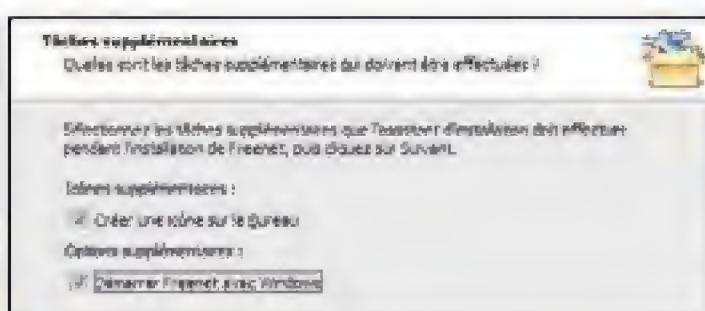 Tâches supplémentaires
Quelles sont les tâches supplémentaires qui doivent être effectuées ?
Sélectionnez les tâches supplémentaires que l'assistant d'installation doit effectuer
pendant l'installation de Freenet, puis cliquez sur Suivant.
Icônes supplémentaires :
Créer une icône sur le Bureau
Options supplémentaires :
Démarrer Freenet avec Windows